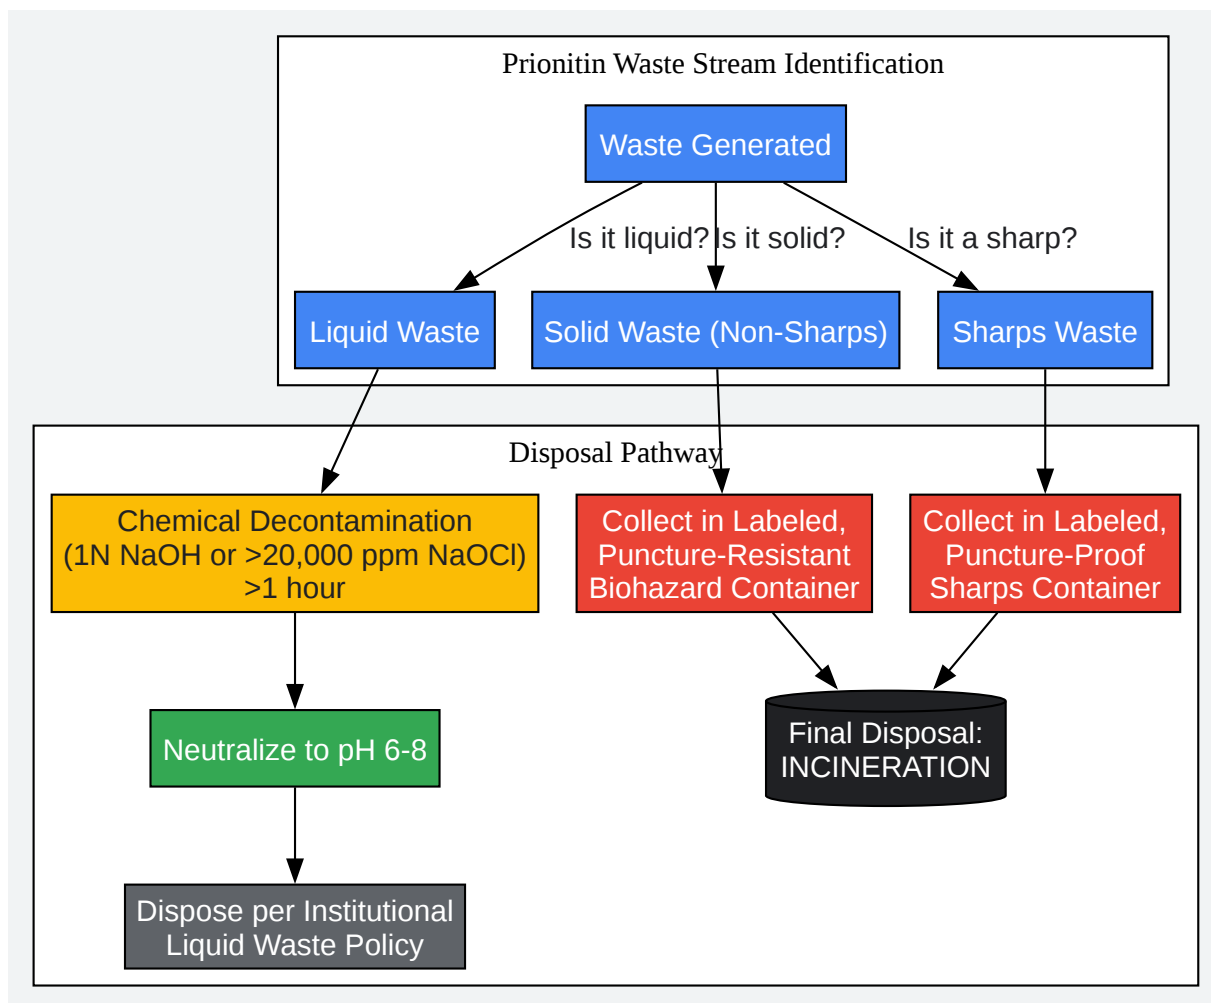 Prionitin Waste Stream Identification
Waste Generated
Is it liquid?
Is it solid?
Is it a sharp?
Liquid Waste
Solid Waste (Non-Sharps)
Sharps Waste
Disposal Pathway
Chemical Decontamination
(1N NaOH or >20,000 ppm NaOCl)
>1 hour
Collect in Labeled,
Puncture-Resistant
Biohazard Container
Collect in Labeled,
Puncture-Proof
Sharps Container
Neutralize to pH 6-8
Final Disposal:
INCINERATION
Dispose per Institutional
Liquid Waste Policy